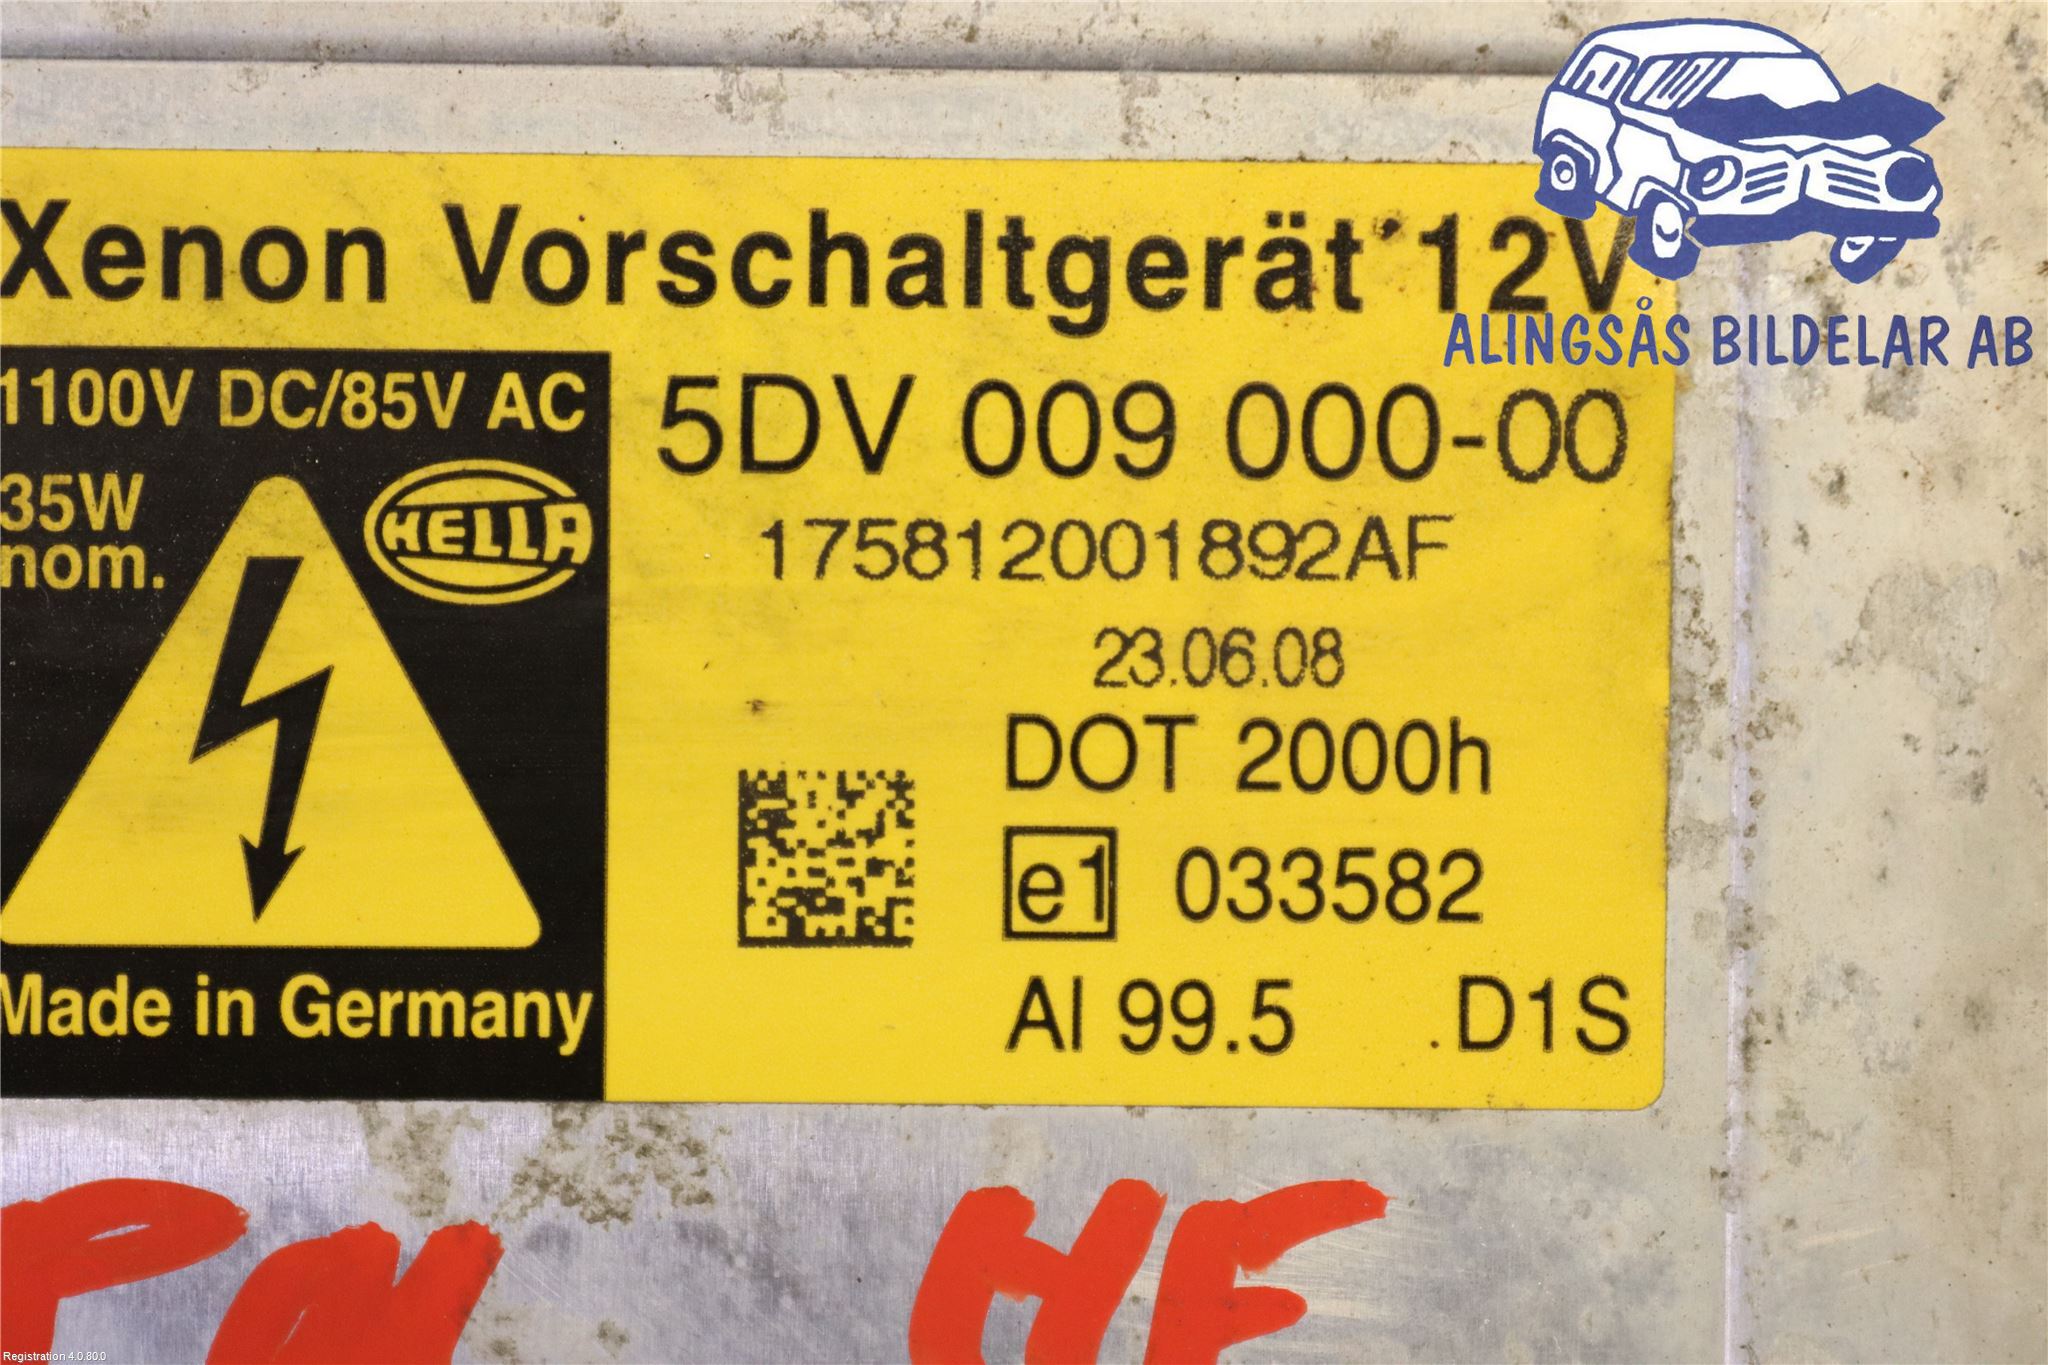 Xenon Vorschaltgerät 12V
ALINGSÅS BILDELAR AB
1100V DC/85V AC
35W
nom.
HELLA
Made in Germany
5DV 009 000-00
175812001892AF
23.06.08
DOT 2000h
e1 033582
Al 99.5 .D1S
HF
Registration 4.0.80.0